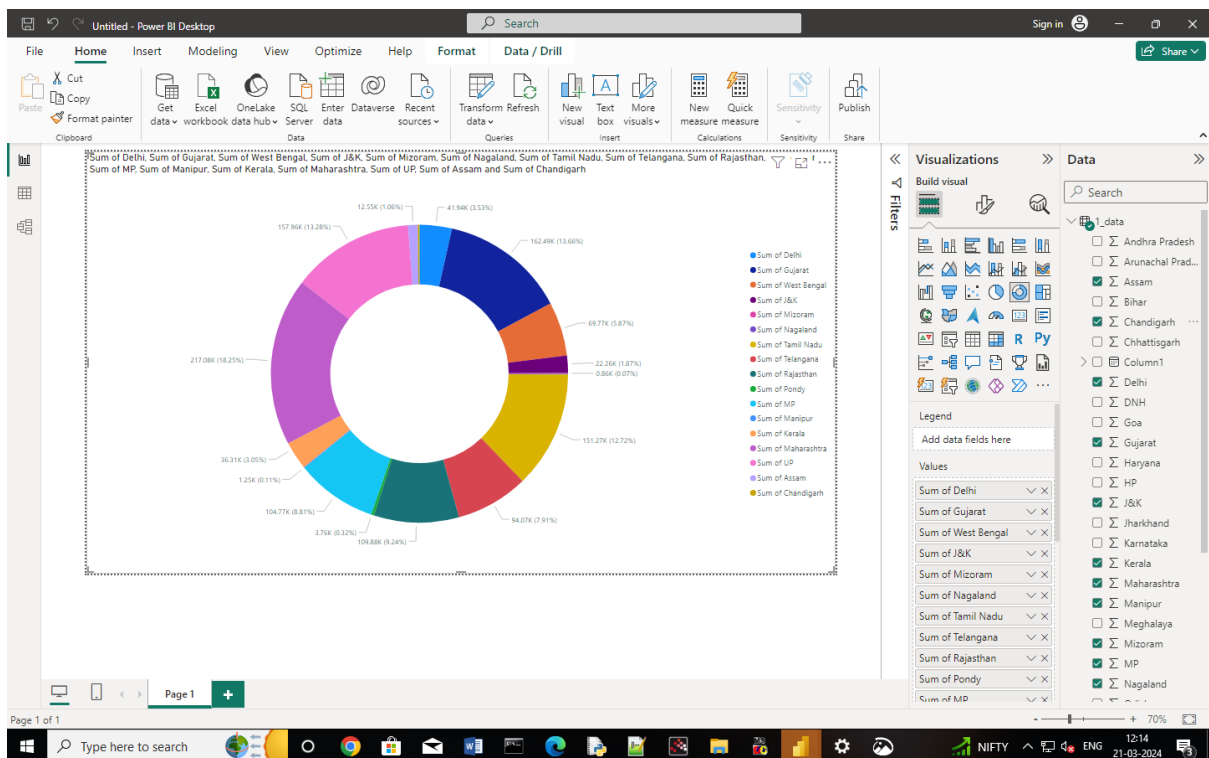 Untitled - Power BI Desktop
Search
Sign in
File Home Insert Modeling View Optimize Help Format Data / Drill
Share
Paste
Cut
Copy
Format painter
Get data
Excel workbook
OneLake data hub
SQL Server
Enter data
Dataverse
Recent sources
Transform data
Refresh
New visual
Text box
More visuals
New measure
Quick measure
Sensitivity
Publish
Clipboard
Data
Queries
Insert
Calculations
Sensitivity
Share
Sum of Delhi, Sum of Gujarat, Sum of West Bengal, Sum of J&K, Sum of Mizoram, Sum of Nagaland, Sum of Tamil Nadu, Sum of Telangana, Sum of Rajasthan,
Sum of MP, Sum of Manipur, Sum of Kerala, Sum of Maharashtra, Sum of UP, Sum of Assam and Sum of Chandigarh
12.55K (1.06%)
41.94K (3.53%)
157.96K (13.28%)
162.49K (13.66%)
69.77K (5.87%)
22.26K (1.87%)
0.86K (0.07%)
217.08K (18.25%)
151.27K (12.72%)
36.31K (3.05%)
1.25K (0.11%)
104.77K (8.81%)
94.07K (7.91%)
3.76K (0.32%)
109.88K (9.24%)
Sum of Delhi
Sum of Gujarat
Sum of West Bengal
Sum of J&K
Sum of Mizoram
Sum of Nagaland
Sum of Tamil Nadu
Sum of Telangana
Sum of Rajasthan
Sum of Pondy
Sum of MP
Sum of Manipur
Sum of Kerala
Sum of Maharashtra
Sum of UP
Sum of Assam
Sum of Chandigarh
Filters
Visualizations
Build visual
123
R Py
123
Legend
Add data fields here
Values
Sum of Delhi
Sum of Gujarat
Sum of West Bengal
Sum of J&K
Sum of Mizoram
Sum of Nagaland
Sum of Tamil Nadu
Sum of Telangana
Sum of Rajasthan
Sum of Pondy
Sum of MP
Data
Search
1_data
Σ Andhra Pradesh
Σ Arunachal Prad...
Σ Assam
Σ Bihar
Σ Chandigarh
Σ Chhattisgarh
Column1
Σ Delhi
Σ DNH
Σ Goa
Σ Gujarat
Σ Haryana
Σ HP
Σ J&K
Σ Jharkhand
Σ Karnataka
Σ Kerala
Σ Maharashtra
Σ Manipur
Σ Meghalaya
Σ Mizoram
Σ MP
Σ Nagaland
Page 1
Page 1 of 1
70%
Type here to search
NIFTY
ENG
12:14
21-03-2024
3